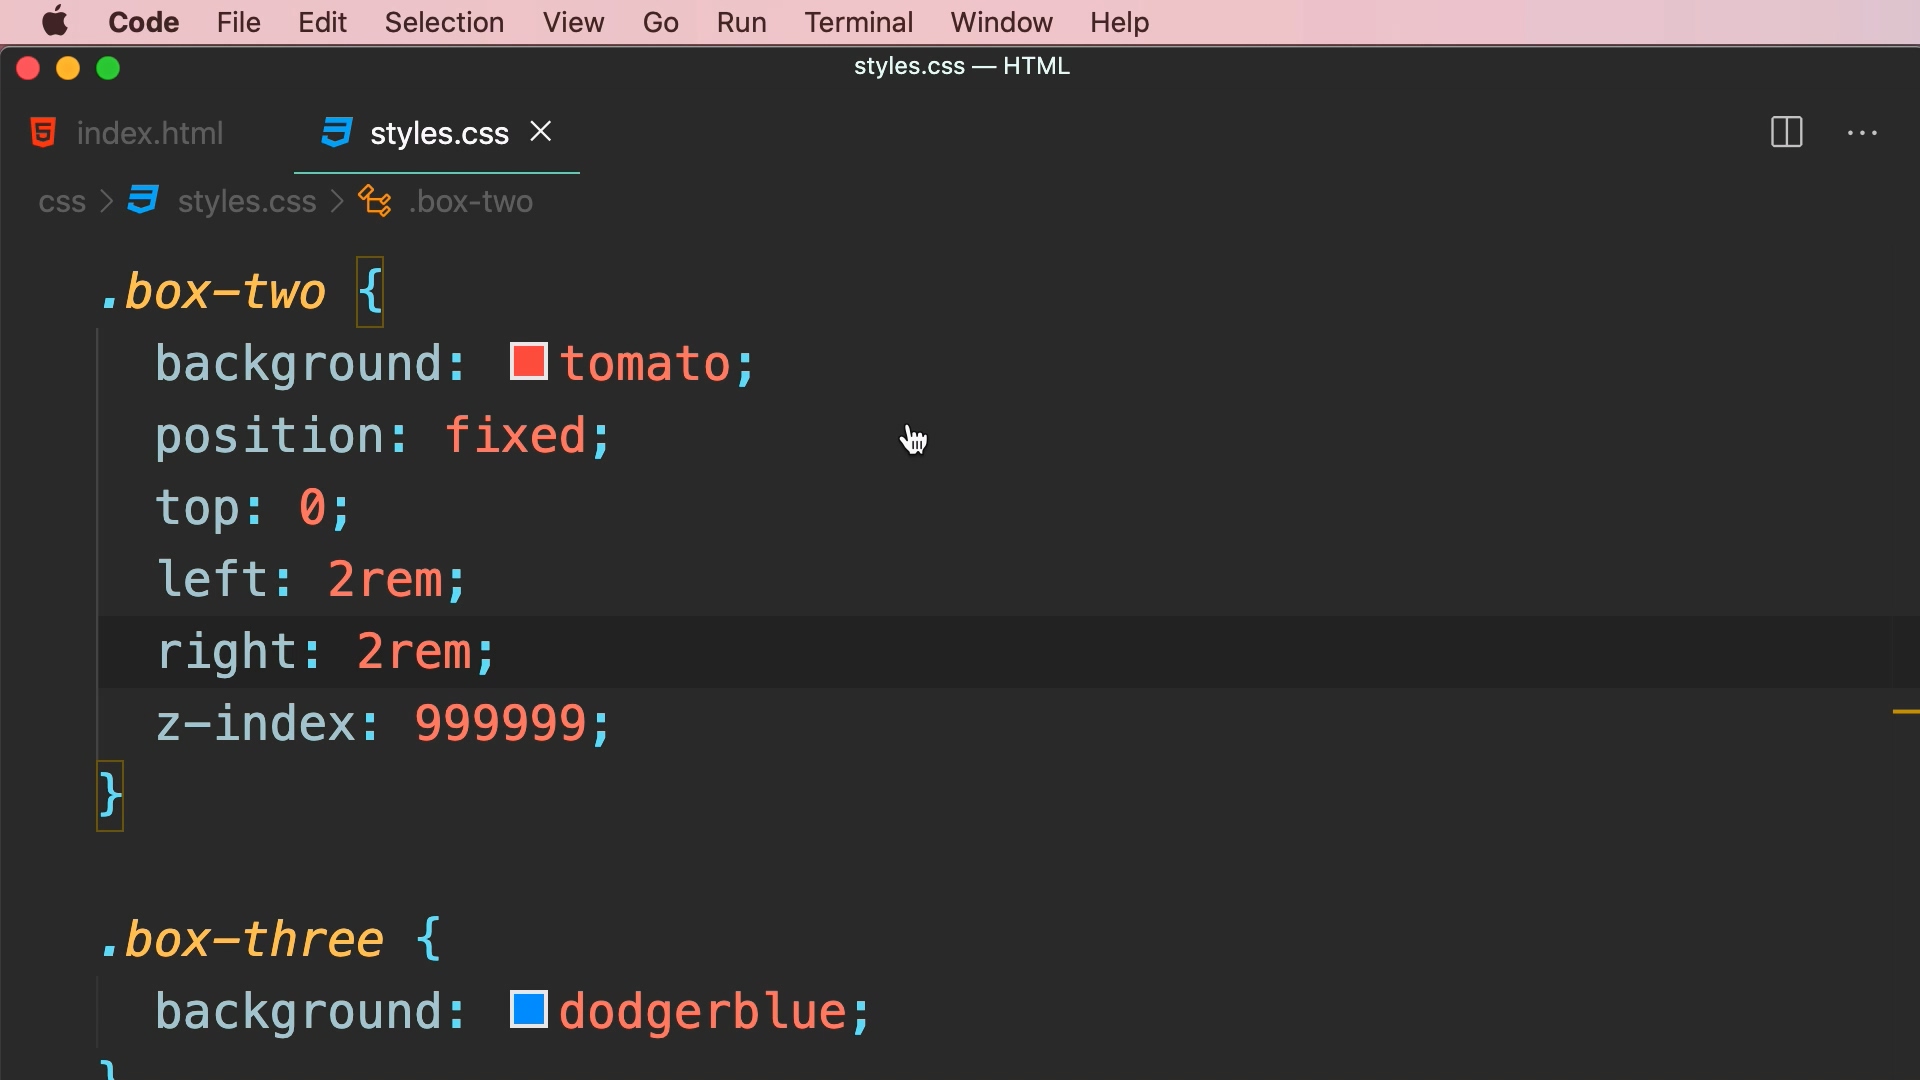 Code File Edit Selection View Go Run Terminal Window Help
styles.css — HTML
index.html styles.css
css > styles.css > .box-two
.box-two {
background: tomato;
position: fixed;
top: 0;
left: 2rem;
right: 2rem;
z-index: 999999;
}
.box-three {
background: dodgerblue;
}